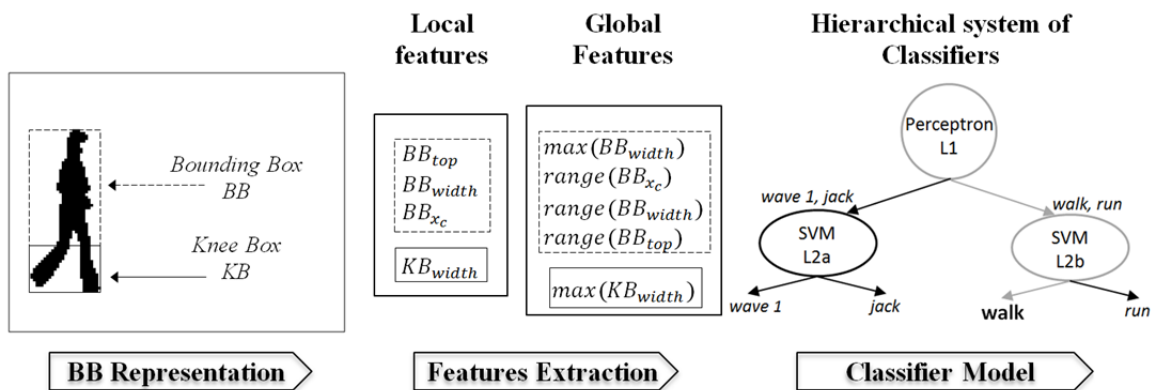 Local
features
Global
Features
Hierarchical system of
Classifiers
Bounding Box
BB
Knee Box
KB
BB_top
BB_width
BB_x_c
KB_width
max(BB_width)
range(BB_x_c)
range(BB_width)
range(BB_top)
max(KB_width)
Perceptron
L1
wave 1, jack
walk, run
SVM
L2a
SVM
L2b
wave 1
jack
walk
run
BB Representation
Features Extraction
Classifier Model